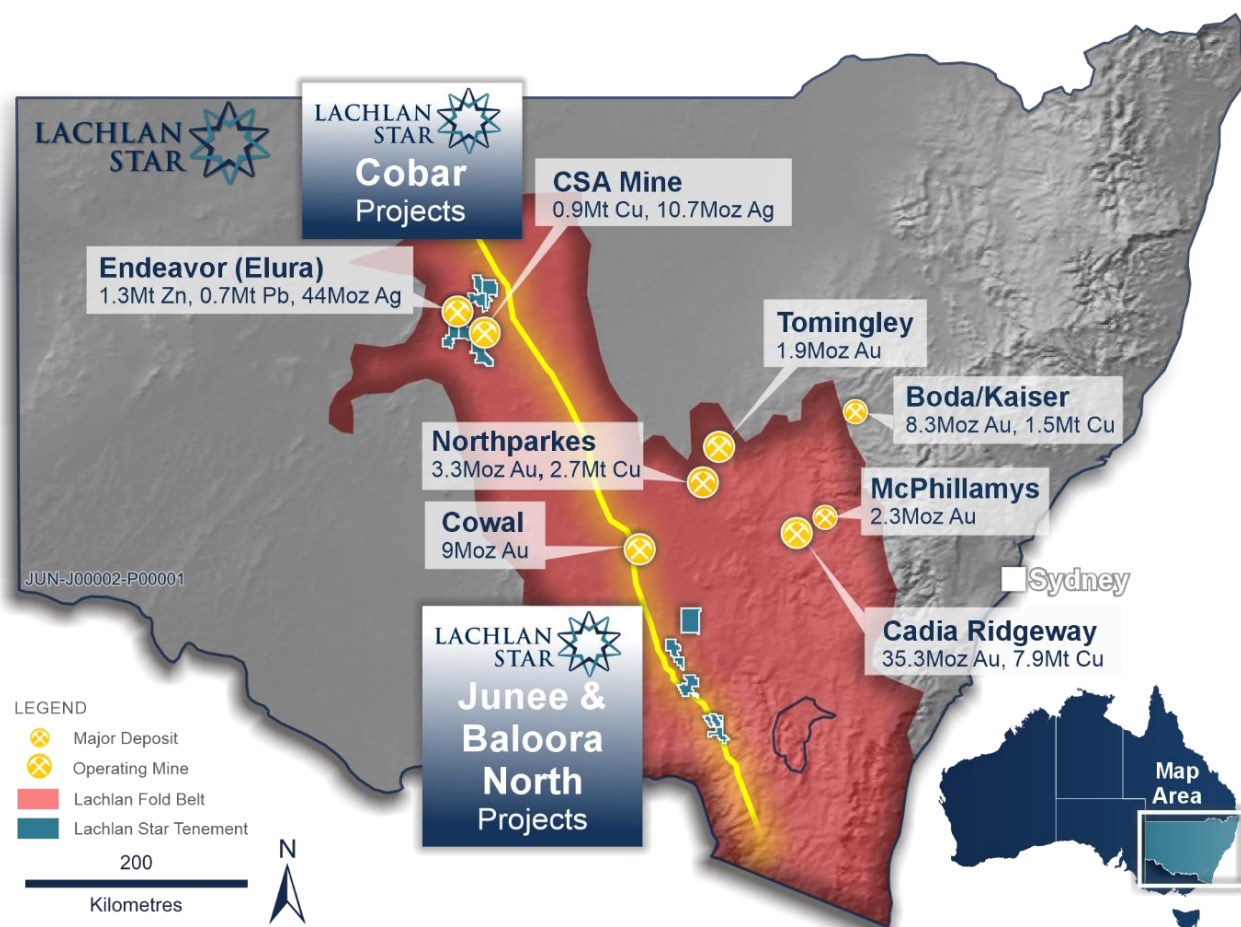 LACHLAN
STAR
LACHLAN
STAR
Cobar
Projects
CSA Mine
0.9Mt Cu, 10.7Moz Ag
Endeavor (Elura)
1.3Mt Zn, 0.7Mt Pb, 44Moz Ag
Tomingley
1.9Moz Au
Boda/Kaiser
8.3Moz Au, 1.5Mt Cu
Northparkes
3.3Moz Au, 2.7Mt Cu
McPhillamys
2.3Moz Au
Cowal
9Moz Au
JUN-J00002-P00001
Sydney
LACHLAN
STAR
Junee &
Baloora
North
Projects
Cadia Ridgeway
35.3Moz Au, 7.9Mt Cu
LEGEND
Major Deposit
Operating Mine
Lachlan Fold Belt
Lachlan Star Tenement
200
Kilometres
N
Map
Area